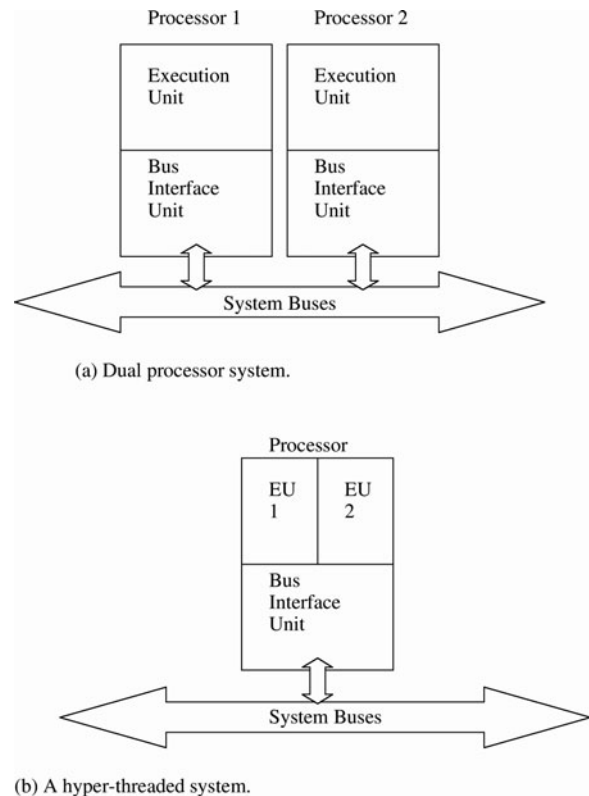 Processor 1
Processor 2
Execution
Unit
Execution
Unit
Bus
Interface
Unit
Bus
Interface
Unit
System Buses
(a) Dual processor system.
Processor
EU
1
EU
2
Bus
Interface
Unit
System Buses
(b) A hyper-threaded system.